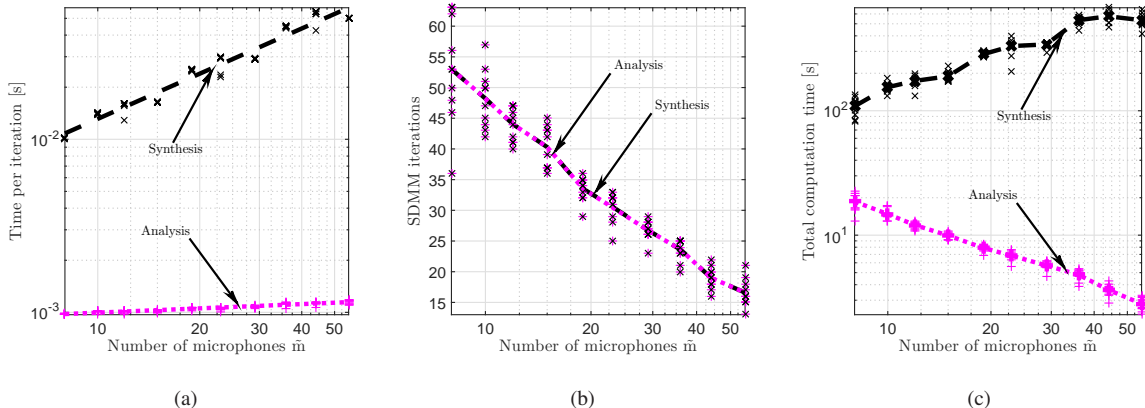 Time per iteration [s]
10^-2
10^-3
Synthesis
Analysis
10
20
30
40
50
Number of microphones m̃
(a)
SDMM iterations
60
55
50
45
40
35
30
25
20
15
Analysis
Synthesis
10
20
30
40
50
Number of microphones m̃
(b)
Total computation time [s]
10^2
10^1
Synthesis
Analysis
10
20
30
40
50
Number of microphones m̃
(c)